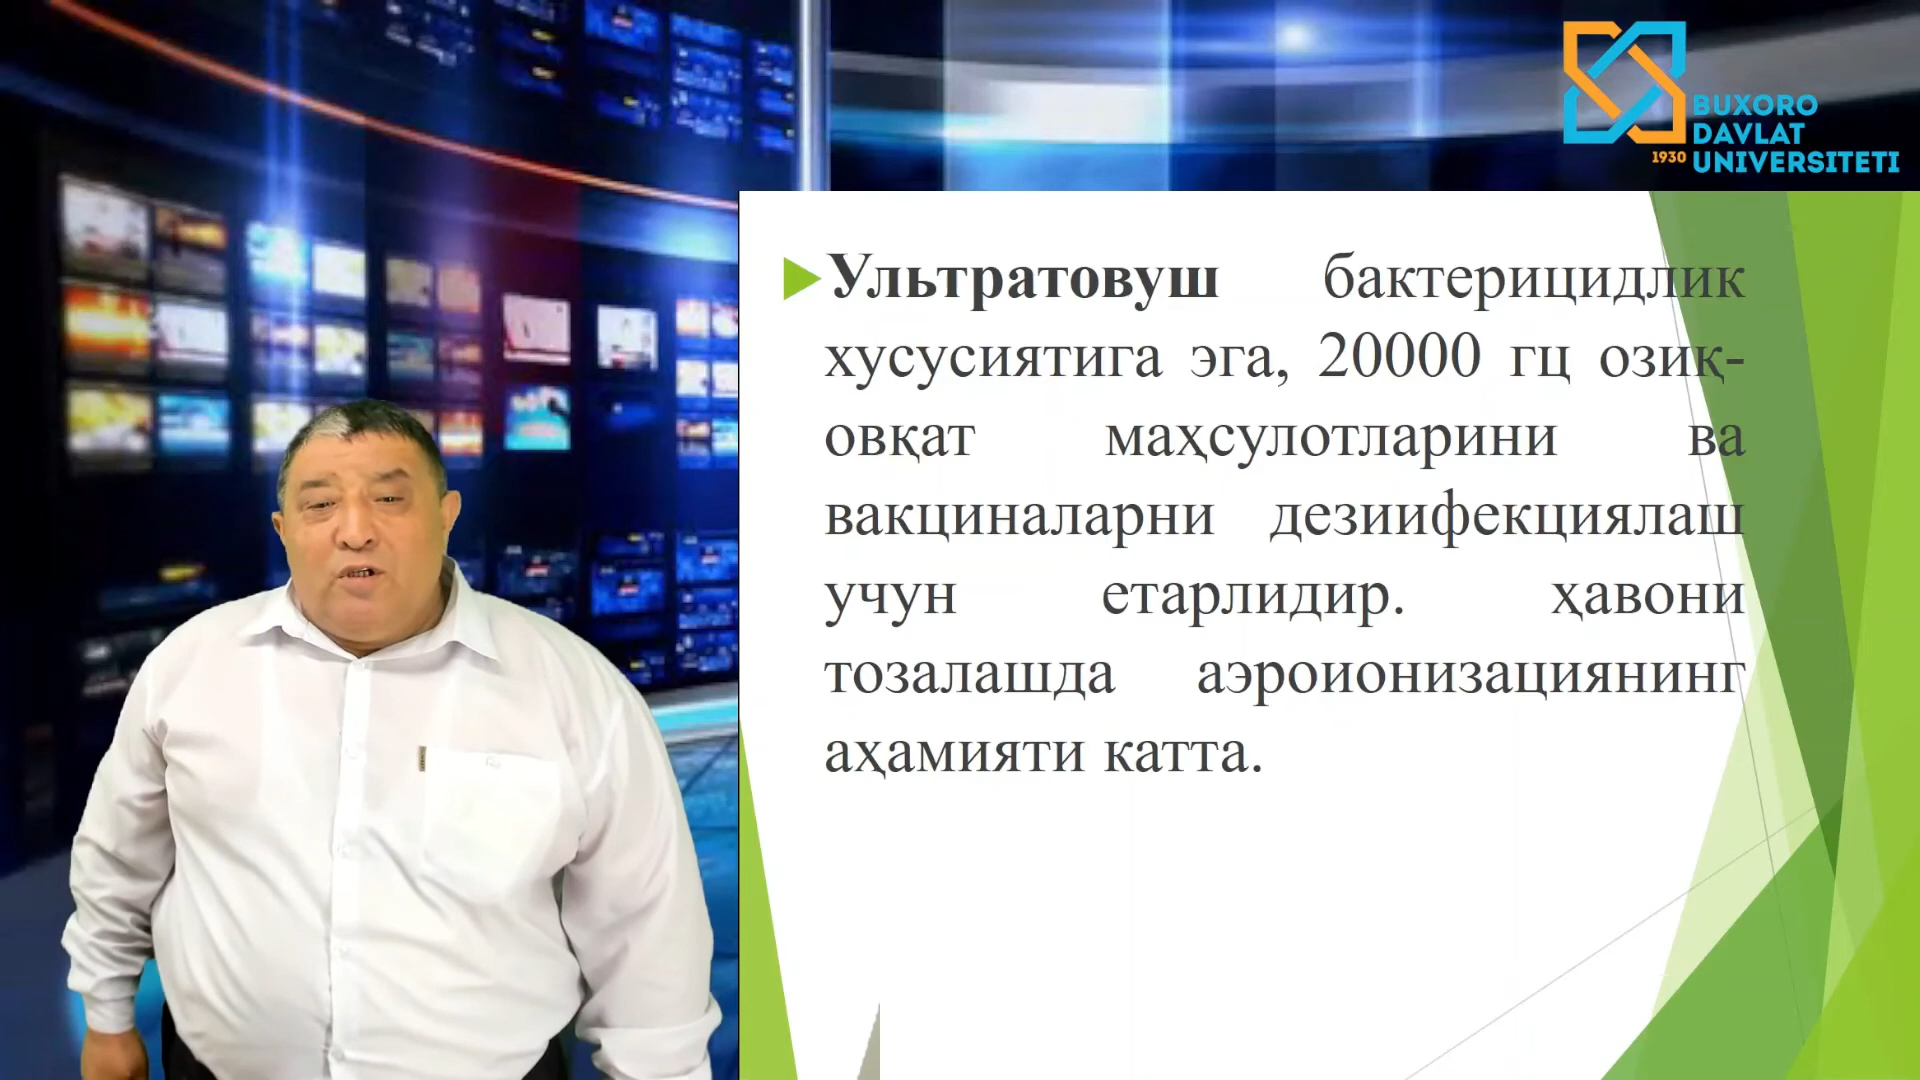 BUXORO
DAVLAT
1930 UNIVERSITETI
Ультратовуш бактерицидлик
хусусиятига эга, 20000 гц озиқ-
овқат маҳсулотларини ва
вакциналарни дезиифекциялаш
учун етарлидир. ҳавони
тозалашда аэроионизациянинг
аҳамияти катта.